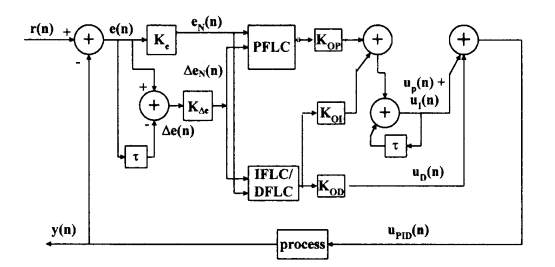 r(n) + e(n) K_e e_N(n) PFLC K_OP
-
Δe_N(n)
+ K_Δe
-
Δe(n)
u_p(n) +
u_I(n)
K_OI
τ
τ
IFLC/
DFLC
K_OD
u_D(n)
y(n) process u_PID(n)